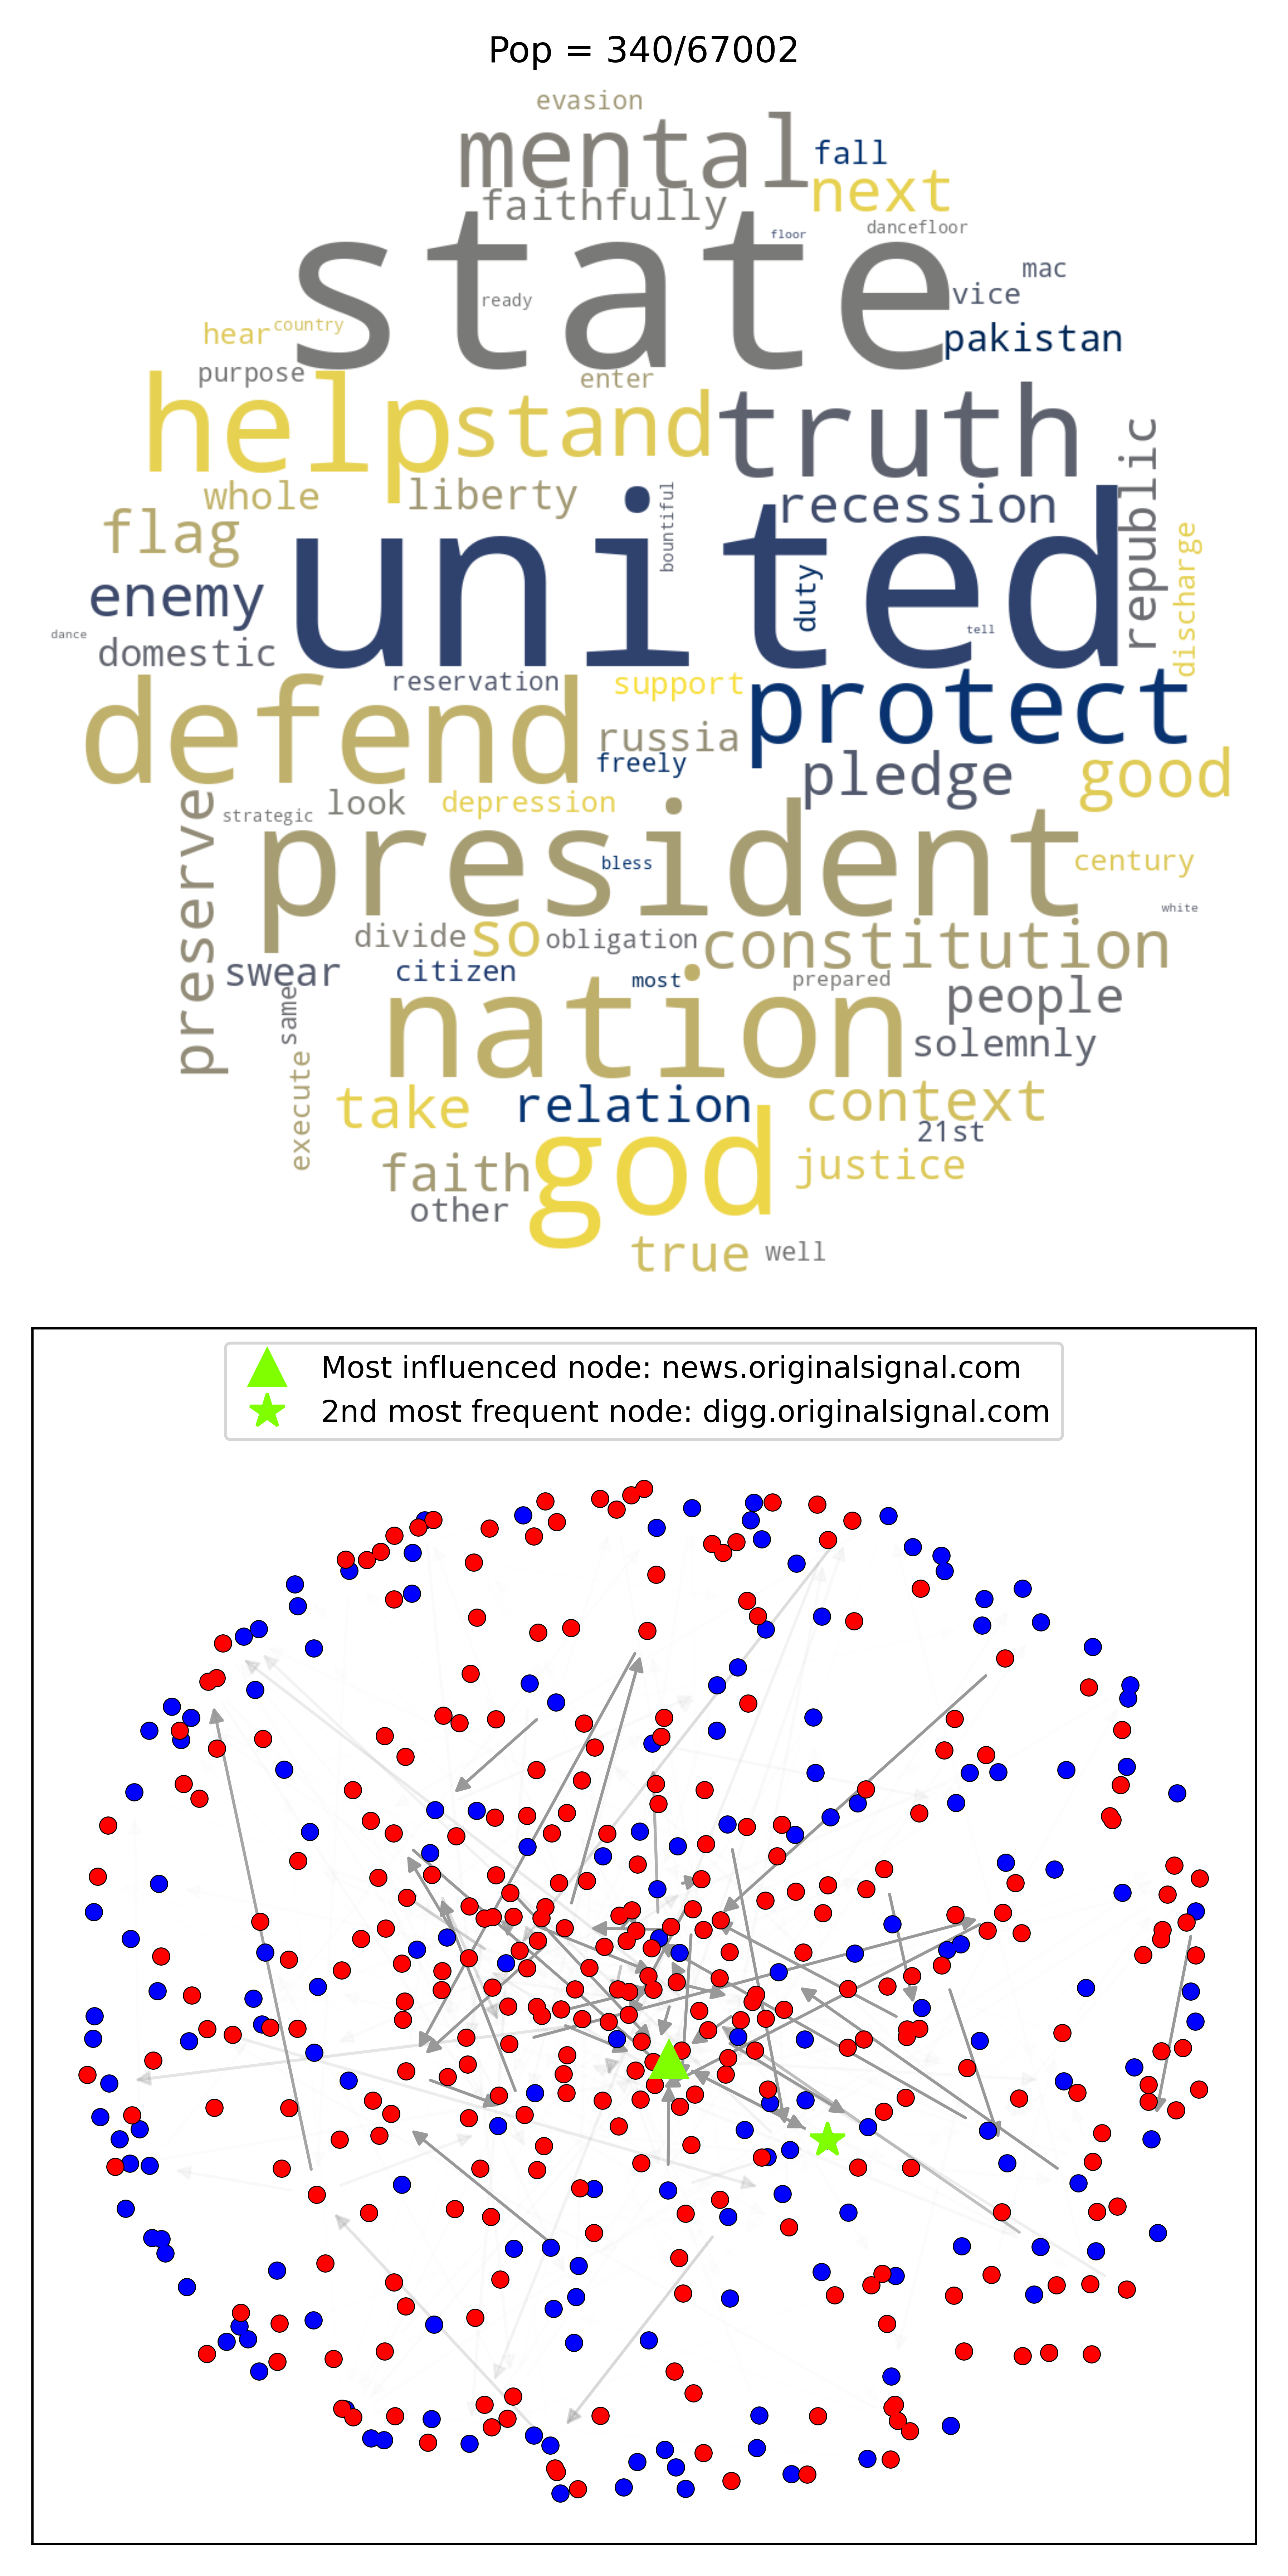 Pop = 340/67002
evasion
mental
fall
next
faithfully
floor
dancefloor
state
mac
vice
ready
hear
country
pakistan
purpose
enter
help
stand
truth
republic
whole
liberty
bountiful
recession
flag
united
discharge
enemy
duty
dance
tell
domestic
reservation
support
protect
defend
russia
freely
pledge
good
preserve
strategic
look
depression
president
bless
century
white
divide
so
obligation
constitution
swear
citizen
most
prepared
same
nation
people
solemnly
execute
take
relation
context
21st
god
faith
justice
other
true
well
Most influenced node: news.originalsignal.com
2nd most frequent node: digg.originalsignal.com